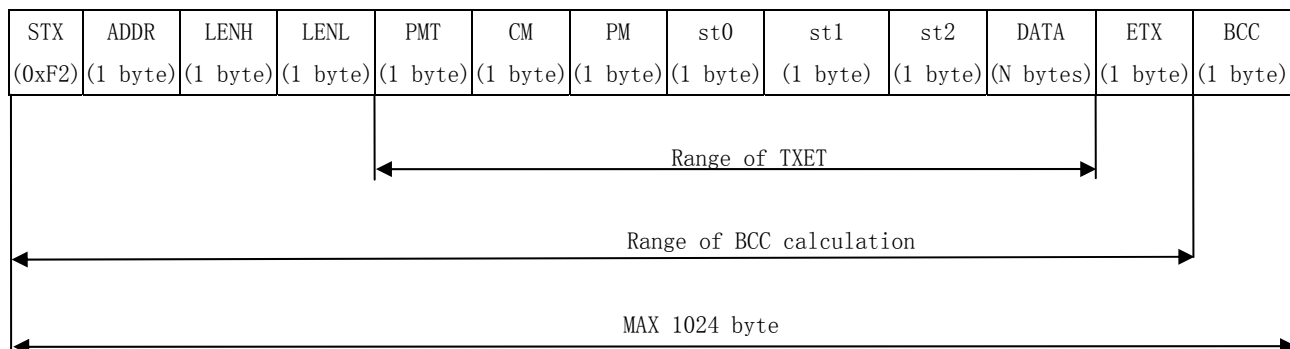 STX ADDR LENH LENL PMT CM PM st0 st1 st2 DATA ETX BCC
(0xF2) (1 byte) (1 byte) (1 byte) (1 byte) (1 byte) (1 byte) (1 byte) (1 byte) (1 byte) (N bytes) (1 byte) (1 byte)
Range of TXET
Range of BCC calculation
MAX 1024 byte